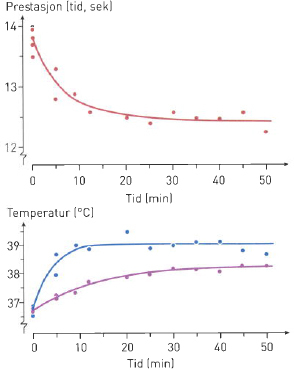 Prestasjon (tid, sek)
14
13
12
0 10 20 30 40 50
Tid (min)
Temperatur (°C)
39
38
37
0 10 20 30 40 50
Tid (min)